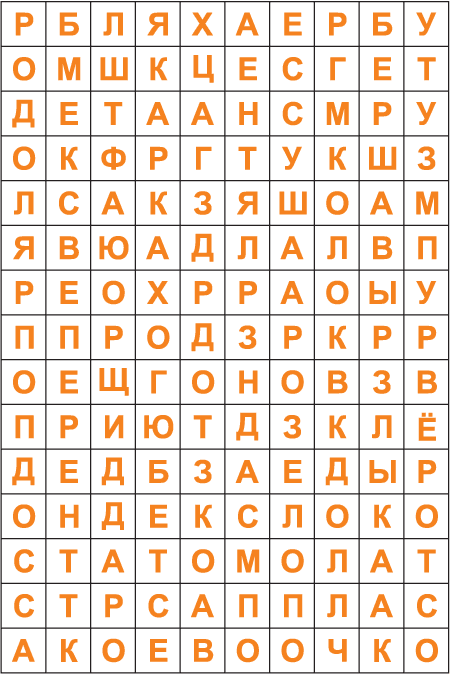 Р Б Л Я Х А Е Р Б У
О М Ш К Ц Е С Г Е Т
Д Е Т А А Н С М Р У
О К Ф Р Г Т У К Ш З
Л С А К З Я Ш О А М
Я В Ю А Д Л А Л В П
Р Е О Х Р Р А О Ы У
П П Р О Д З Р К Р Р
О Е Щ Г О Н О В З В
П Р И Ю Т Д З К Л Ё
Д Е Д Б З А Е Д Ы Р
О Н Д Е К С Л О К О
С Т А Т О М О Л А Т
С Т Р С А П П Л А С
А К О Е В О О Ч К О